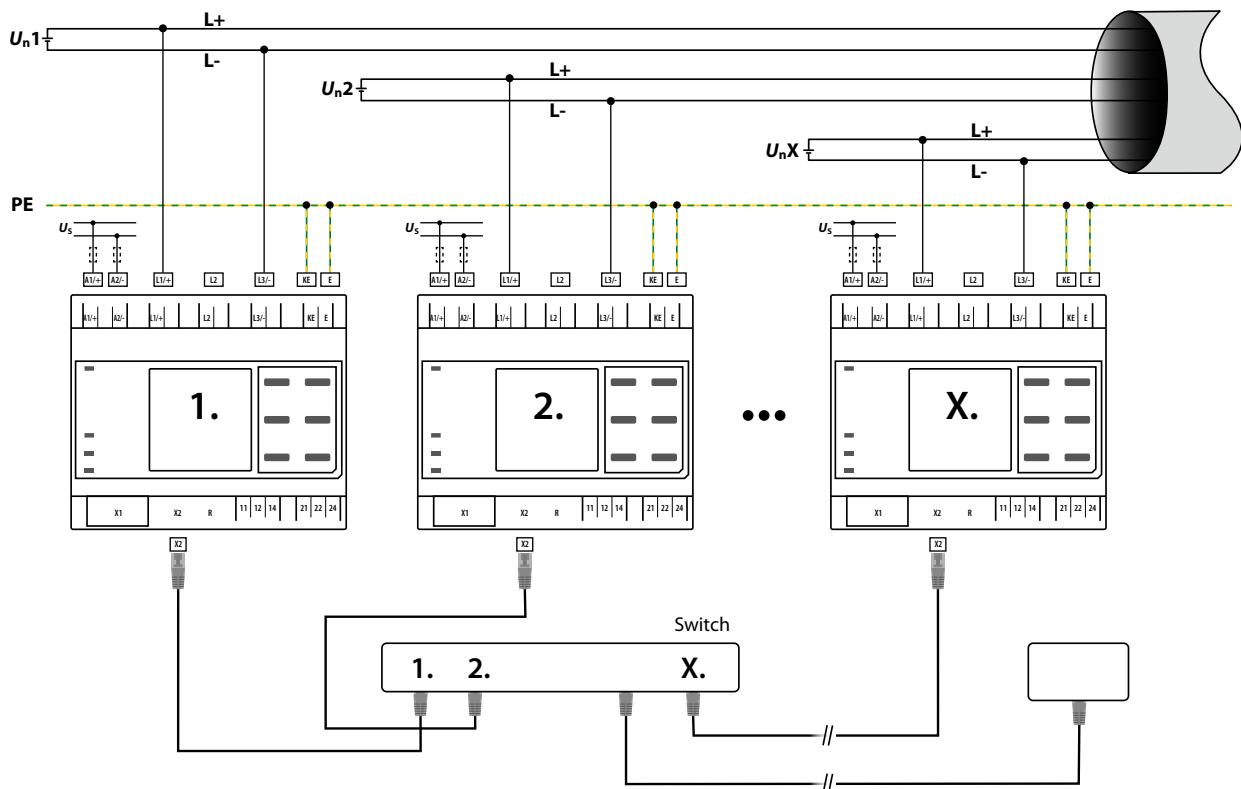 L+
Un1
L-
L+
Un2
L-
L+
UnX
L-
PE
Us Us Us
A1/+ A2/- L1/+ L2 L3/- KE E A1/+ A2/- L1/+ L2 L3/- KE E A1/+ A2/- L1/+ L2 L3/- KE E
A1/+ A2/- L1/+ L2 L3/- KE E A1/+ A2/- L1/+ L2 L3/- KE E A1/+ A2/- L1/+ L2 L3/- KE E
1. 2. ••• X.
X1 X2 R 11 12 14 21 22 24 X1 X2 R 11 12 14 21 22 24 X1 X2 R 11 12 14 21 22 24
X2 X2 X2
Switch
1. 2. X.
//
//